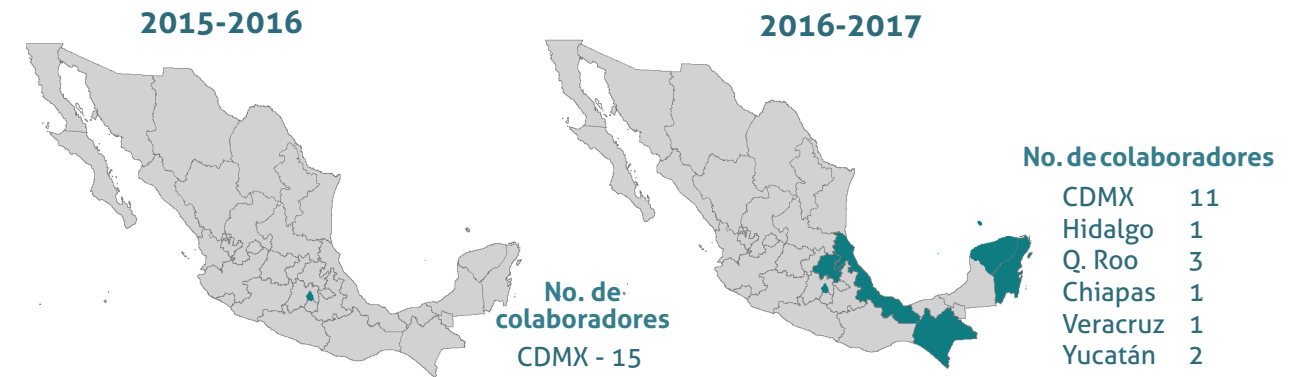 2015-2016
No. de
colaboradores
CDMX - 15
2016-2017
No. de colaboradores
CDMX 11
Hidalgo 1
Q. Roo 3
Chiapas 1
Veracruz 1
Yucatán 2